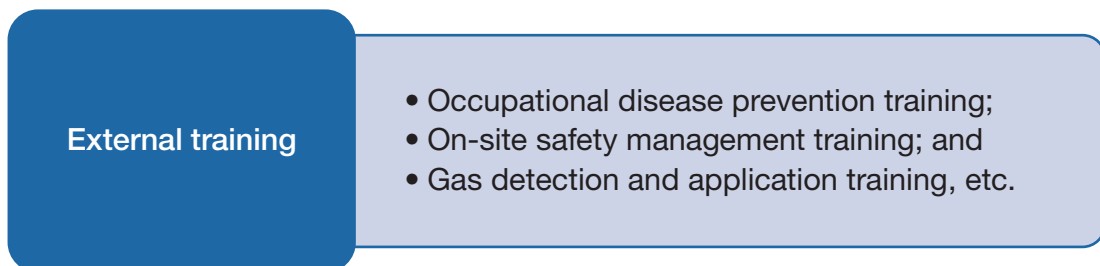 External training
• Occupational disease prevention training;
• On-site safety management training; and
• Gas detection and application training, etc.